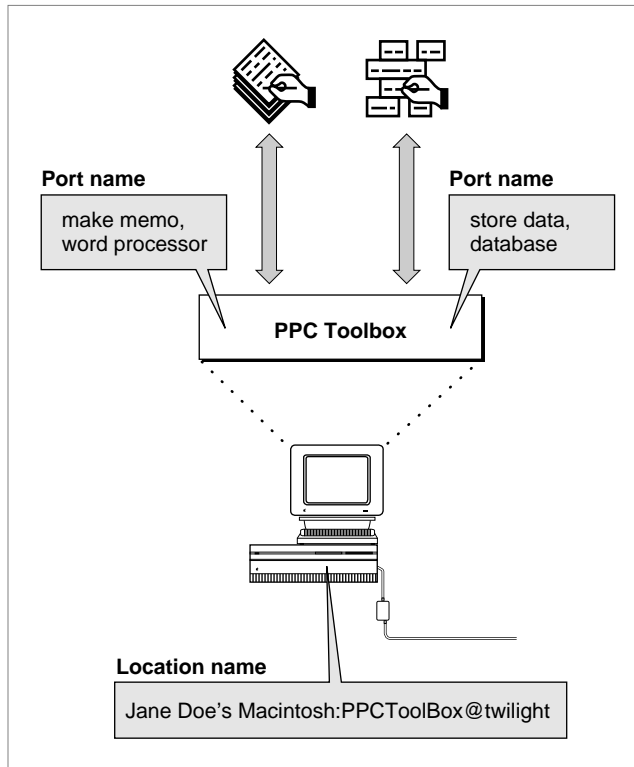 Port name
make memo,
word processor
Port name
store data,
database
PPC Toolbox
Location name
Jane Doe's Macintosh:PPCToolBox@twilight